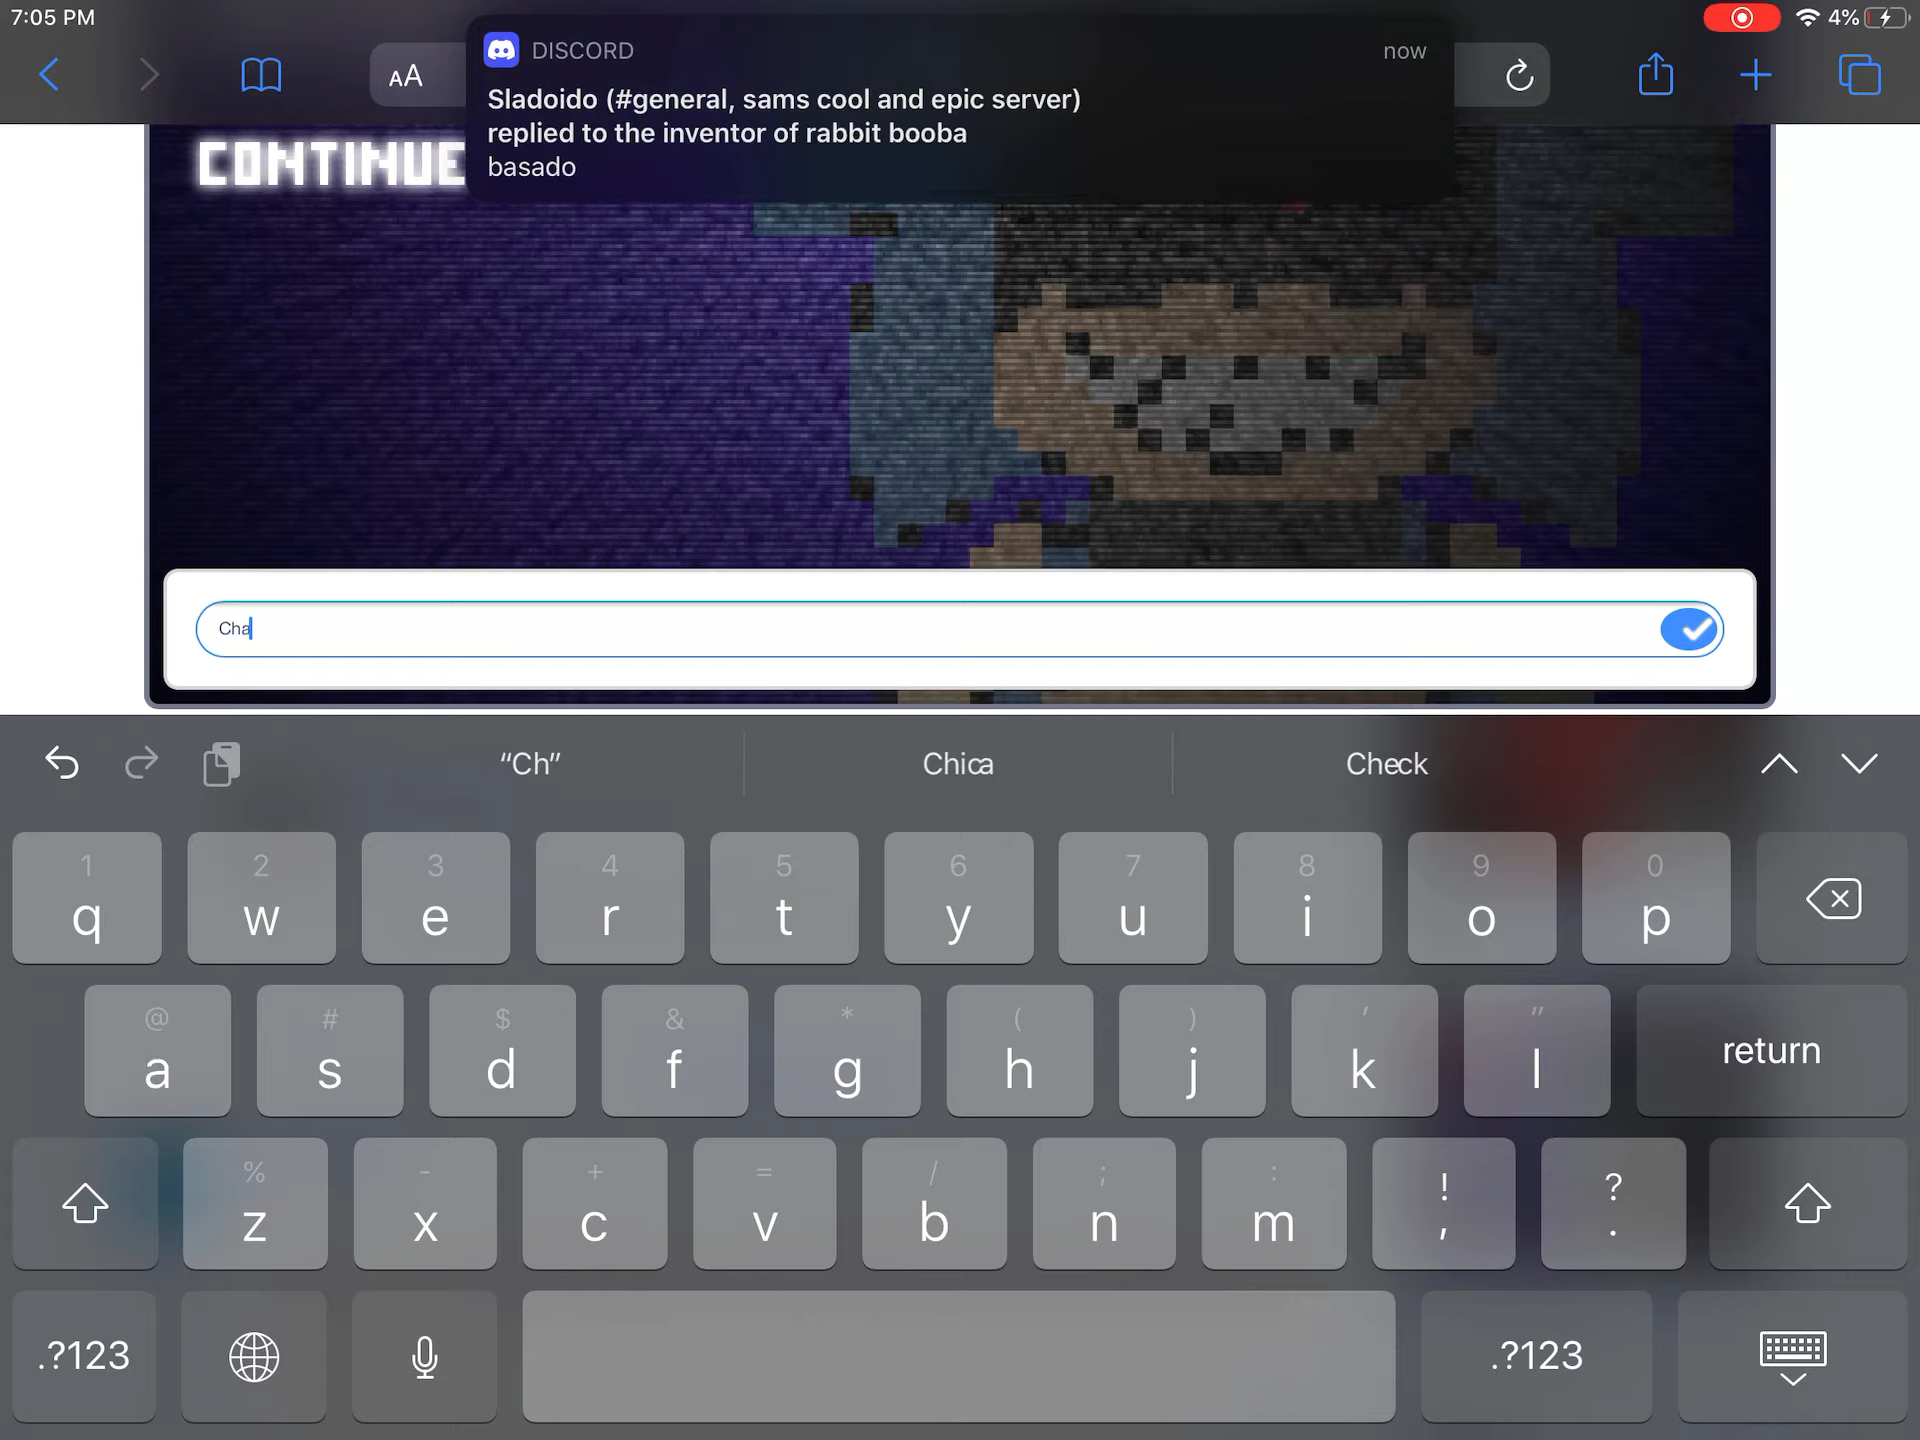 7:05 PM
4%
AA
DISCORD
now
Sladoido (#general, sams cool and epic server)
replied to the inventor of rabbit booba
basado
CONTINUE
Cha
“Ch”
Chica
Check
1 2 3 4 5 6 7 8 9 0
q w e r t y u i o p
@ # $ & * ( ) ' "
a s d f g h j k l
return
% - + = / ; : ! ?
z x c v b n m , .
.?123
.?123